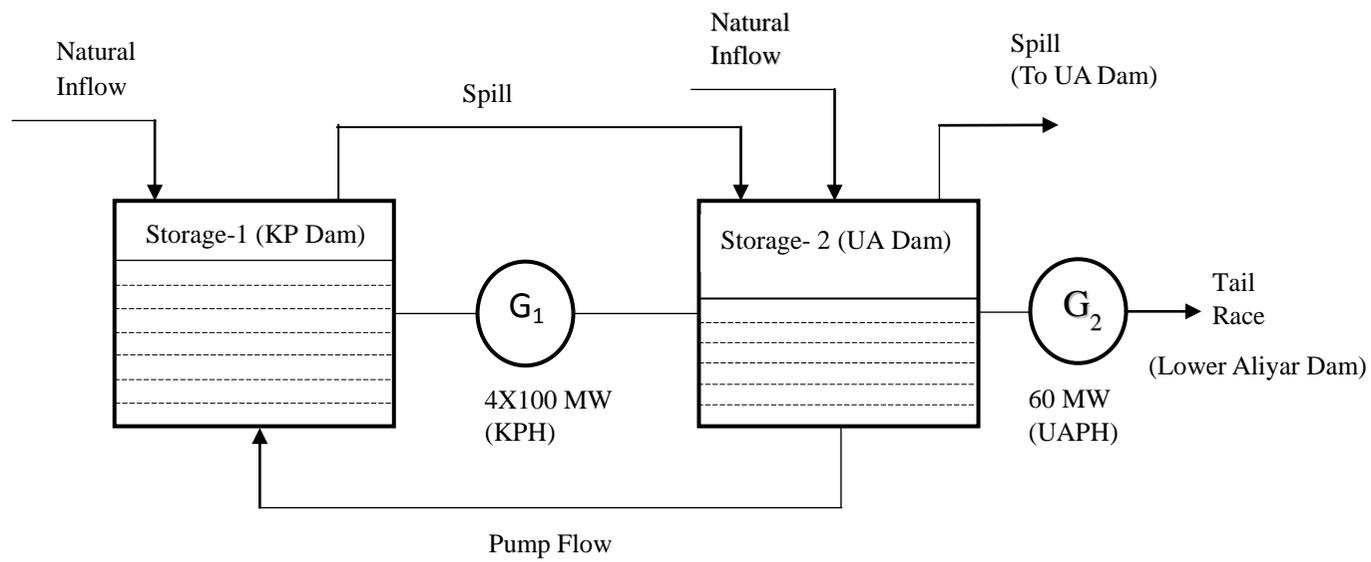 Natural
Inflow
Spill
Natural
Inflow
Spill
(To UA Dam)
Storage-1 (KP Dam)
Storage- 2 (UA Dam)
G₁
G₂
Tail
Race
(Lower Aliyar Dam)
4X100 MW
(KPH)
60 MW
(UAPH)
Pump Flow